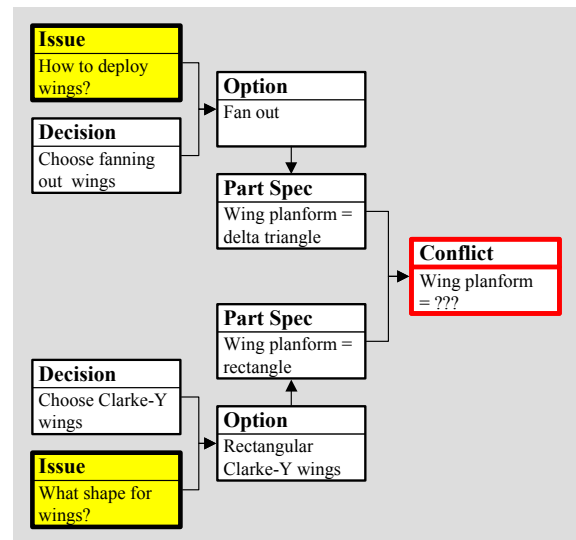 Issue
How to deploy
wings?
Option
Fan out
Decision
Choose fanning
out wings
Part Spec
Wing planform =
delta triangle
Conflict
Wing planform
= ???
Part Spec
Wing planform =
rectangle
Decision
Choose Clarke-Y
wings
Option
Rectangular
Clarke-Y wings
Issue
What shape for
wings?